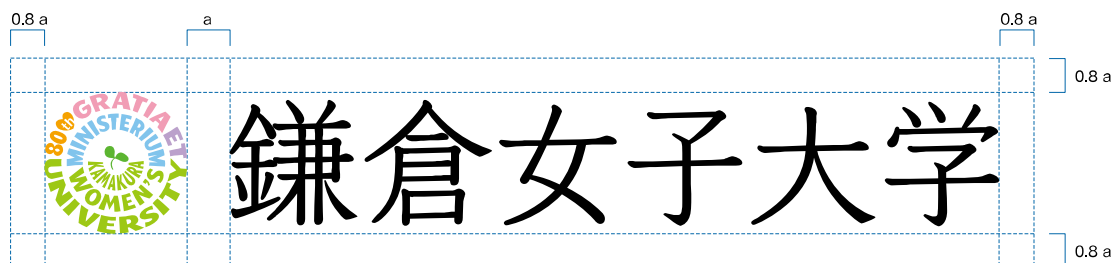 0.8 a a 0.8 a
0.8 a
80th GRATIA ET
MINISTERIUM
KAMAKURA
WOMEN'S
UNIVERSITY
鎌倉女子大学
0.8 a